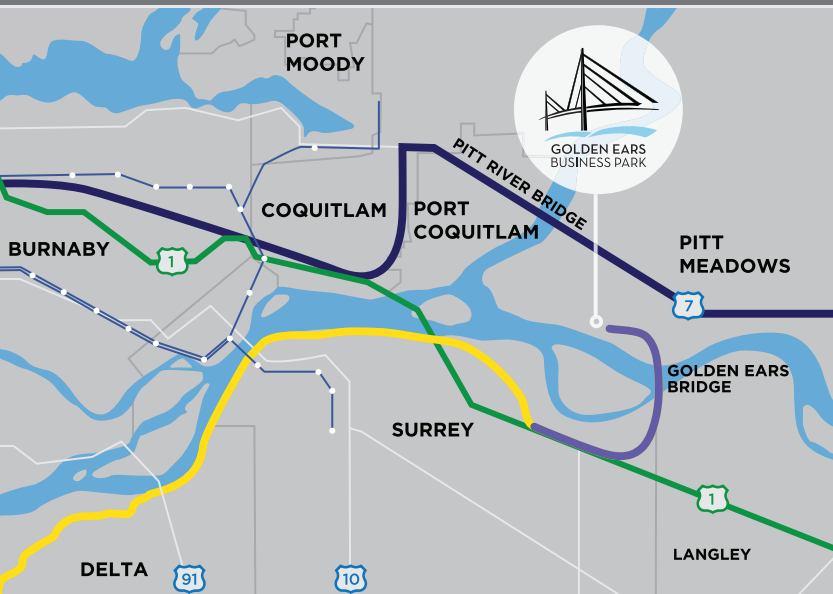 PORT
MOODY
GOLDEN EARS
BUSINESS PARK
PITT RIVER BRIDGE
COQUITLAM
PORT
COQUITLAM
BURNABY
1
PITT
MEADOWS
7
GOLDEN EARS
BRIDGE
SURREY
1
LANGLEY
DELTA
91
10